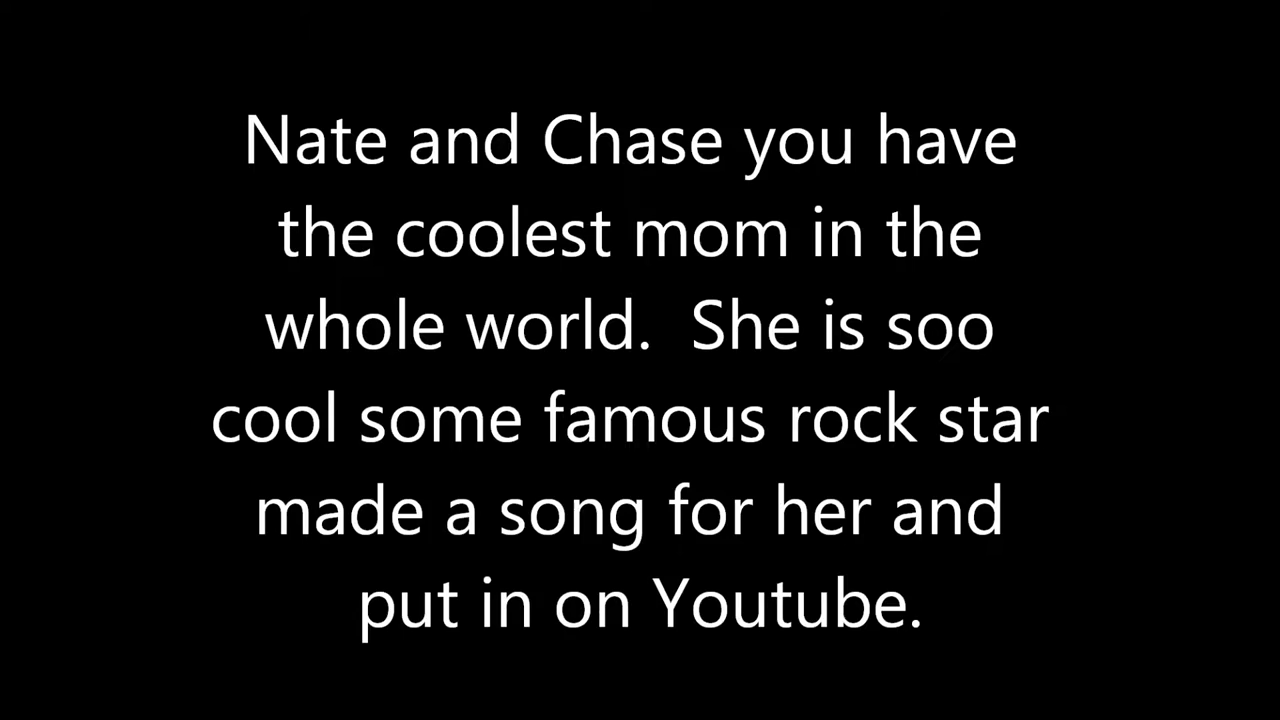 Nate and Chase you have
the coolest mom in the
whole world.  She is soo
cool some famous rock star
made a song for her and
put in on Youtube.